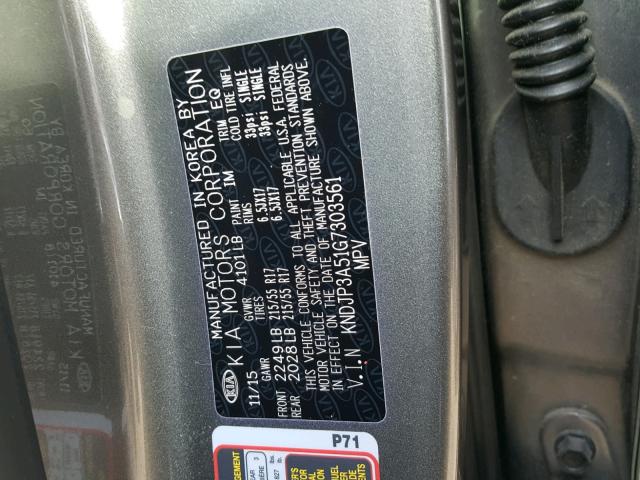 KIA
MANUFACTURED IN KOREA BY
KIA MOTORS CORPORATION
11/15 GVWR 4101LB PAINT IM TRIM EQ
GAWR TIRES RIMS COLD TIRE INFL
FRONT 2249LB 215/55 R17 6.5JX17 33psi SINGLE
REAR 2028LB 215/55 R17 6.5JX17 33psi SINGLE
THIS VEHICLE CONFORMS TO ALL APPLICABLE U.S.A. FEDERAL
MOTOR VEHICLE SAFETY AND THEFT PREVENTION STANDARDS
IN EFFECT ON THE DATE OF MANUFACTURE SHOWN ABOVE.
V.I.N KNDJP3A51G7303561
MPV
P71